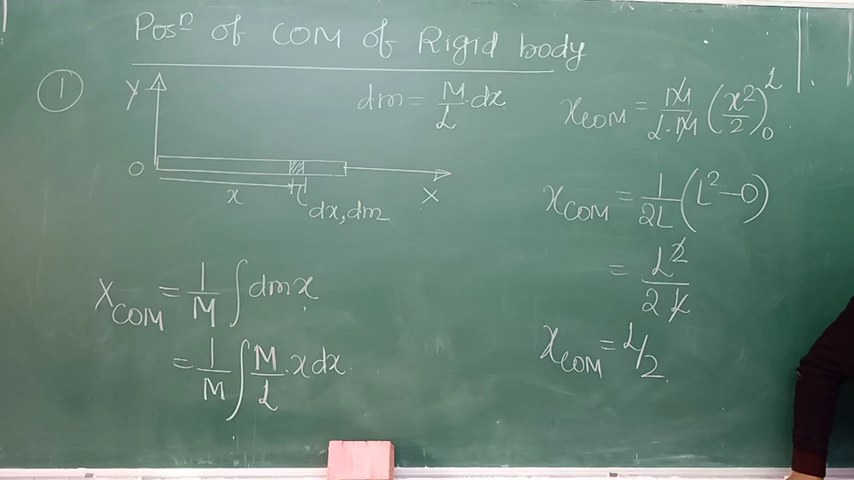 Posⁿ of COM of Rigid body
①
Y
dm = M/L · dx
O
x
dx, dm
X
X_COM = 1/M ∫ dm x
= 1/M ∫ M/L · x dx
x_COM = M/(L·M) (x²/2)₀ᴸ
x_COM = 1/2L (L² – 0)
= L²/2L
x_COM = L/2